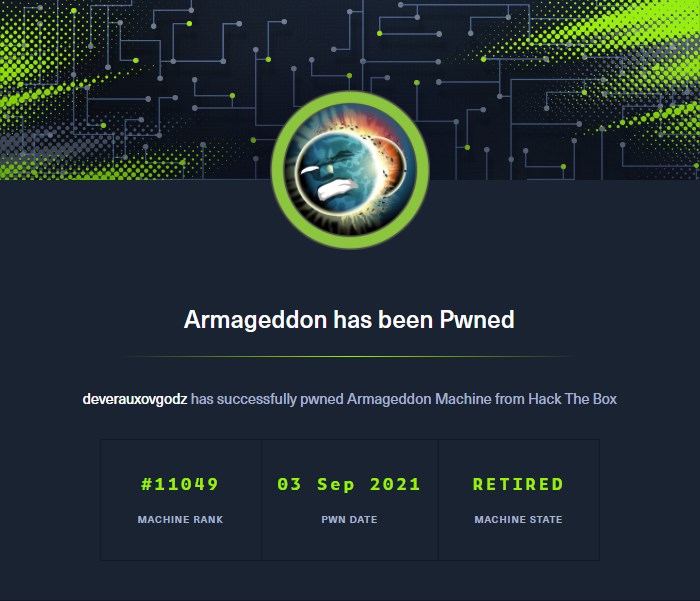 Armageddon has been Pwned
deverauxovgodz has successfully pwned Armageddon Machine from Hack The Box
#11049 03 Sep 2021 RETIRED
MACHINE RANK PWN DATE MACHINE STATE